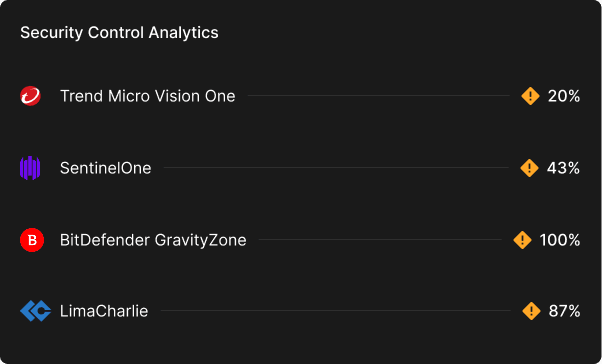 Security Control Analytics
Trend Micro Vision One 20%
SentinelOne 43%
B BitDefender GravityZone 100%
LimaCharlie 87%